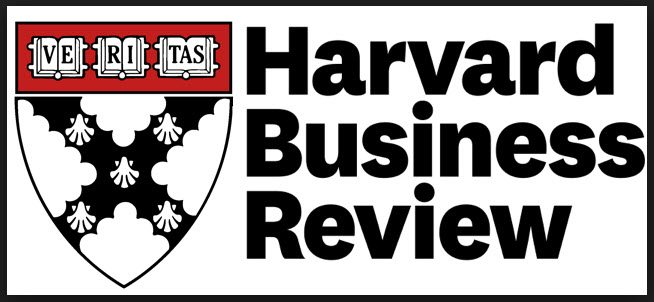 VE RI TAS
Harvard
Business
Review